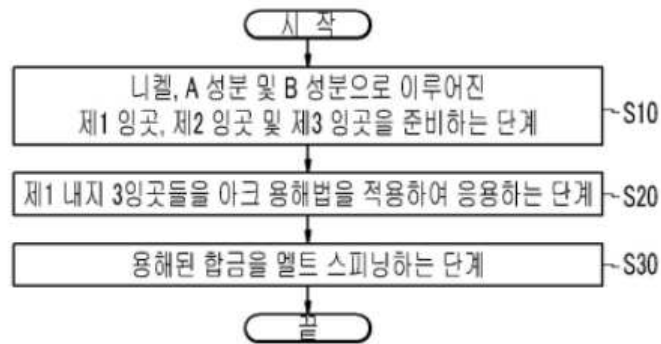 시 작
니켈, A 성분 및 B 성분으로 이루어진
제1 잉곳, 제2 잉곳 및 제3 잉곳을 준비하는 단계
S10
제1 내지 3잉곳들을 아크 용해법을 적용하여 응용하는 단계
S20
용해된 합금을 멜트 스피닝하는 단계
S30
끝